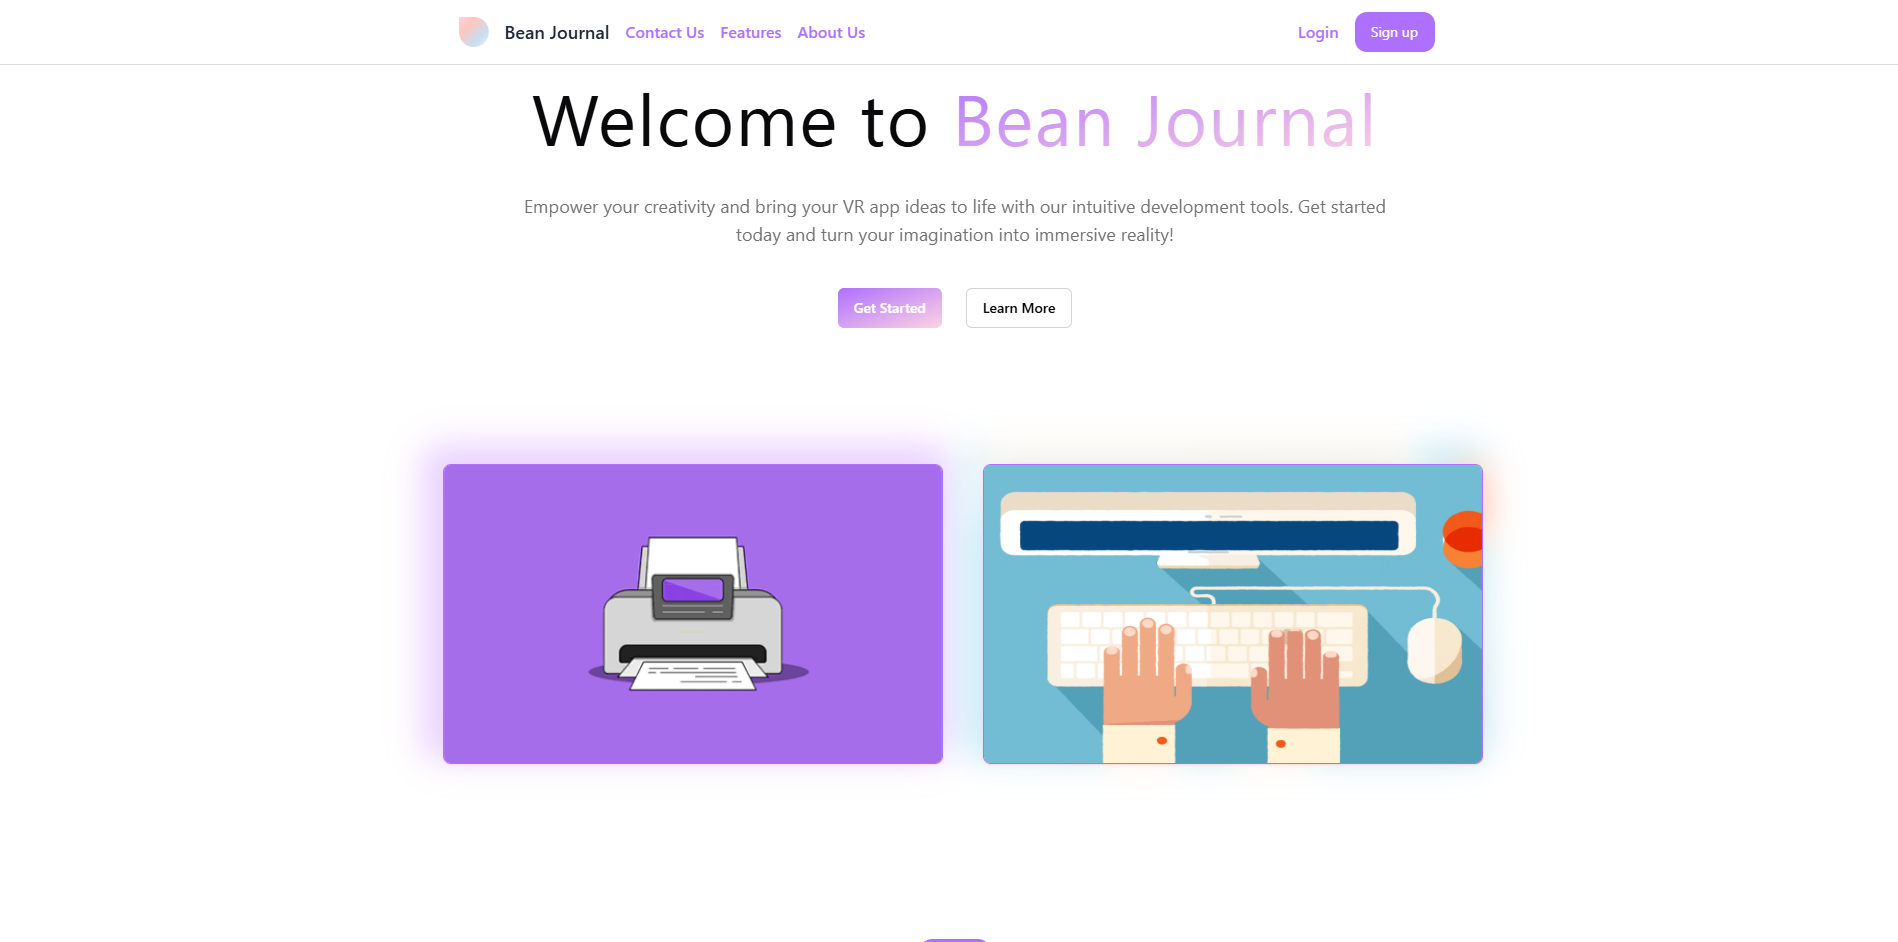 Bean Journal Contact Us Features About Us Login Sign up
Welcome to Bean Journal
Empower your creativity and bring your VR app ideas to life with our intuitive development tools. Get started
today and turn your imagination into immersive reality!
Get Started Learn More